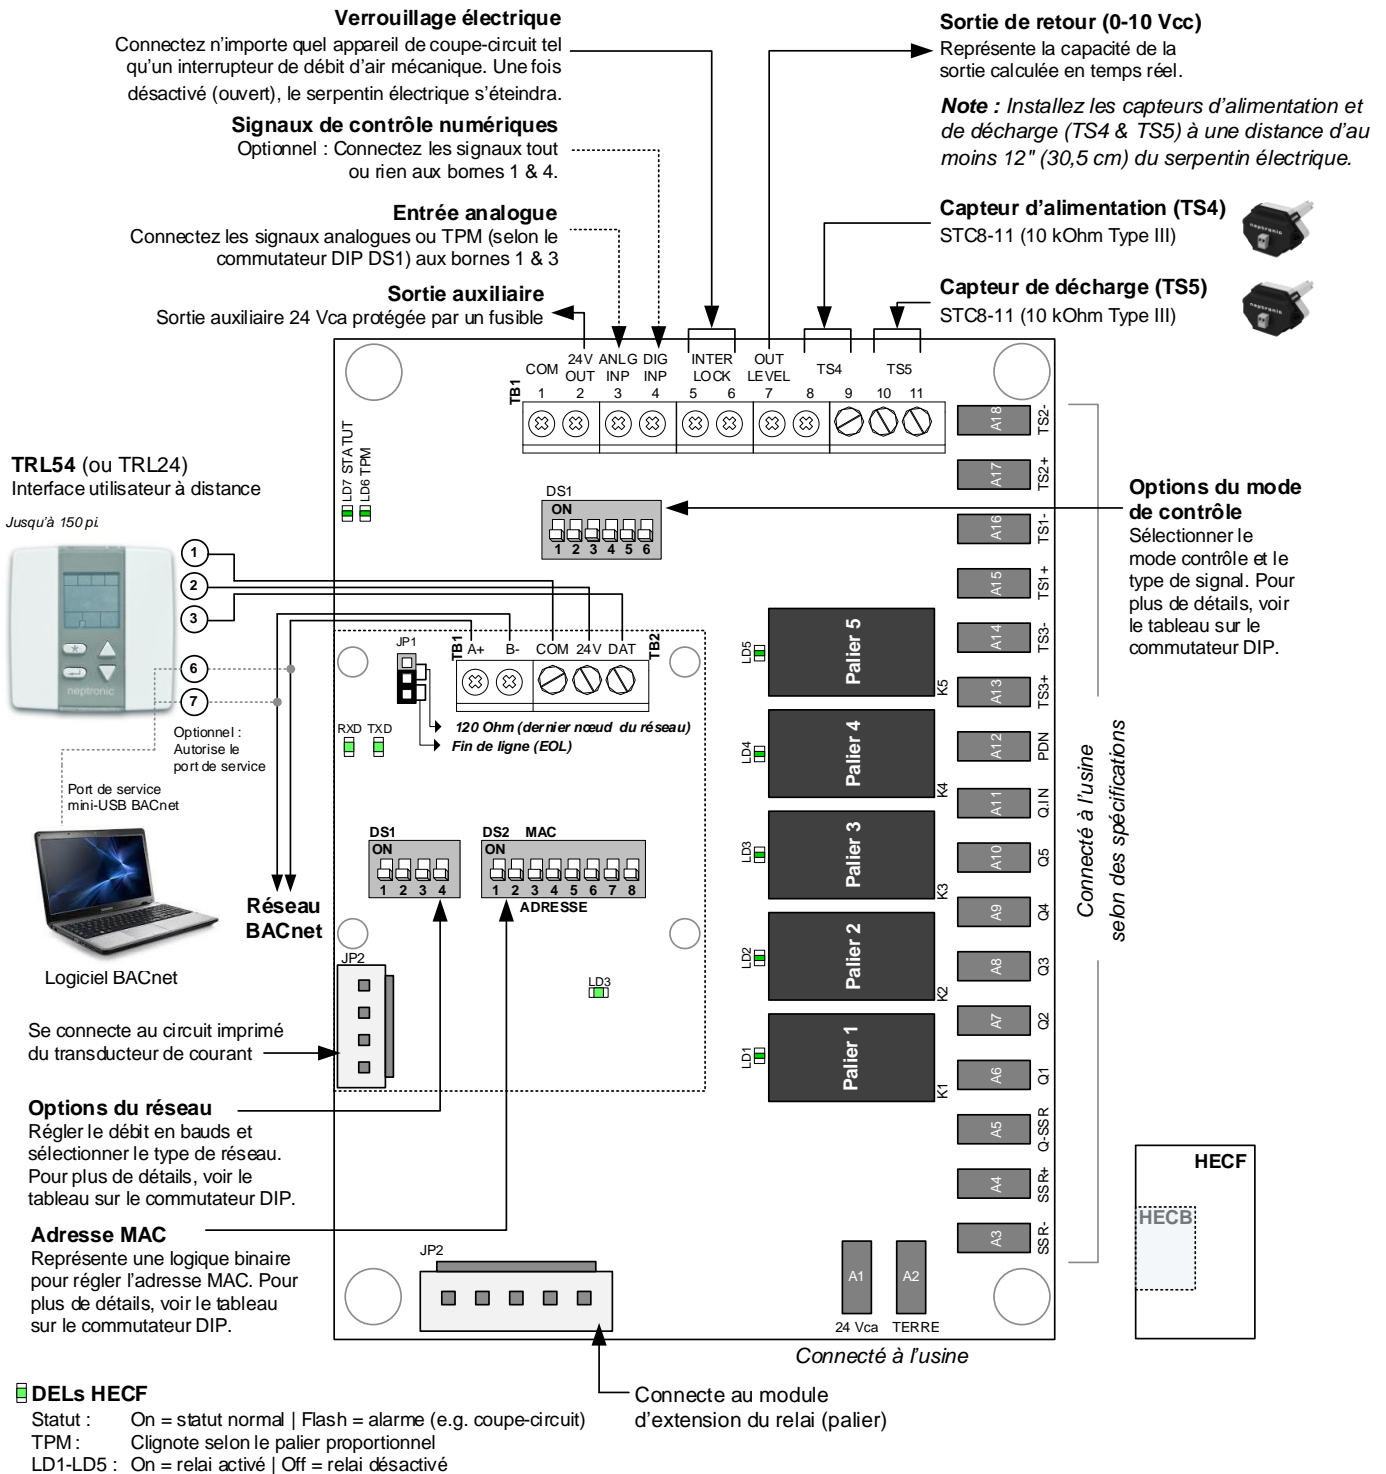 Verrouillage électrique
Connectez n'importe quel appareil de coupe-circuit tel
qu'un interrupteur de débit d'air mécanique. Une fois
désactivé (ouvert), le serpentin électrique s'éteindra.
Signaux de contrôle numériques
Optionnel : Connectez les signaux tout
ou rien aux bornes 1 & 4.
Entrée analogue
Connectez les signaux analogues ou TPM (selon le
commutateur DIP DS1) aux bornes 1 & 3
Sortie auxiliaire
Sortie auxiliaire 24 Vca protégée par un fusible
Sortie de retour (0-10 Vcc)
Représente la capacité de la
sortie calculée en temps réel.
Note : Installez les capteurs d'alimentation et
de décharge (TS4 & TS5) à une distance d'au
moins 12" (30,5 cm) du serpentin électrique.
Capteur d'alimentation (TS4)
STC8-11 (10 kOhm Type III)
Capteur de décharge (TS5)
STC8-11 (10 kOhm Type III)
TB1
COM
24V OUT
ANLG INP
DIG INP
INTER LOCK
OUT LEVEL
TS4
TS5
1 2 3 4 5 6 7 8 9 10 11
LD7 STATUT
LD6 TPM
DS1
ON
1 2 3 4 5 6
Options du mode
de contrôle
Sélectionner le
mode contrôle et le
type de signal. Pour
plus de détails, voir
le tableau sur le
commutateur DIP.
TRL54 (ou TRL24)
Interface utilisateur à distance
Jusqu'à 150 pi.
neptronic
1
2
3
6
7
Optionnel :
Autorise le
port de service
Port de service
mini-USB BACnet
Logiciel BACnet
Réseau
BACnet
JP1
TB1
A+ B- COM 24V DAT
TB2
120 Ohm (dernier nœud du réseau)
Fin de ligne (EOL)
RXD TXD
DS1
ON
1 2 3 4
DS2 MAC
ON
1 2 3 4 5 6 7 8
ADRESSE
LD3
JP2
Se connecte au circuit imprimé
du transducteur de courant
Options du réseau
Régler le débit en bauds et
sélectionner le type de réseau.
Pour plus de détails, voir le
tableau sur le commutateur DIP.
Adresse MAC
Représente une logique binaire
pour régler l'adresse MAC. Pour
plus de détails, voir le tableau
sur le commutateur DIP.
JP2
LD5 Palier 5 K5
LD4 Palier 4 K4
LD3 Palier 3 K3
LD2 Palier 2 K2
LD1 Palier 1 K1
A18 TS2-
A17 TS2+
A16 TS1-
A15 TS1+
A14 TS3-
A13 TS3+
A12 PDN
A11 Q.IN
A10 Q5
A9 Q4
A8 Q3
A7 Q2
A6 Q1
A5 Q-SSR
A4 SSR+
A3 SSR-
Connecté à l'usine
selon des spécifications
A1 A2
24 Vca TERRE
Connecté à l'usine
HECF
HECB
Connecte au module
d'extension du relai (palier)
DELs HECF
Statut : On = statut normal | Flash = alarme (e.g. coupe-circuit)
TPM : Clignote selon le palier proportionnel
LD1-LD5 : On = relai activé | Off = relai désactivé